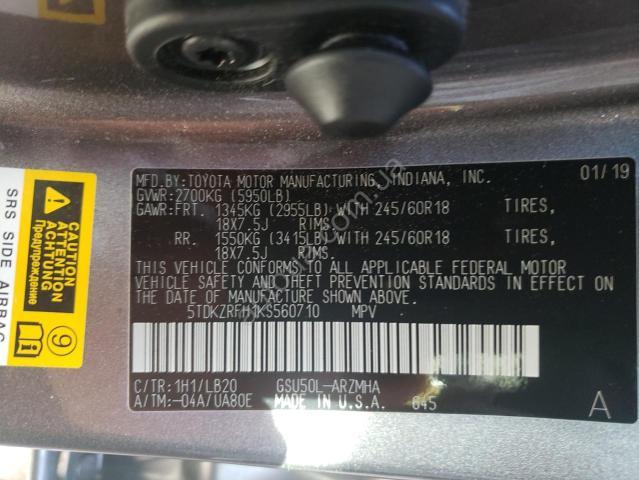 MFD.BY:TOYOTA MOTOR MANUFACTURING, INDIANA, INC. 01/19
GVWR:2700KG (5950LB)
GAWR:FRT. 1345KG (2955LB) WITH 245/60R18 TIRES,
18X7.5J RIMS,
RR. 1550KG (3415LB) WITH 245/60R18 TIRES,
18X7.5J RIMS.
THIS VEHICLE CONFORMS TO ALL APPLICABLE FEDERAL MOTOR
VEHICLE SAFETY AND THEFT PREVENTION STANDARDS IN EFFECT ON THE
DATE OF MANUFACTURE SHOWN ABOVE.
5TDKZRFH1KS560710 MPV
C/TR:1H1/LB20 GSU50L-ARZMHA
A/TM:-04A/UA80E MADE IN U.S.A. 645 A
SRS SIDE AIRBAG
CAUTION
ATTENTION
ACHTUNG
Предупреждение
9